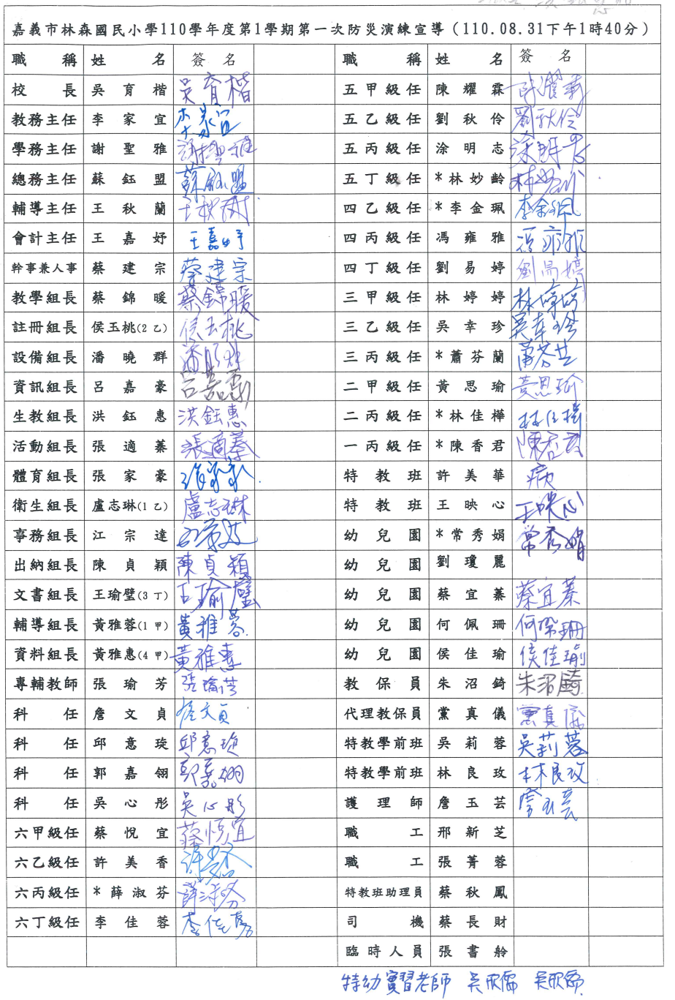 嘉義市林森國民小學110學年度第1學期第一次防災演練宣導（110.08.31下午1時40分）
職稱 姓名 簽名 職稱 姓名 簽名
校長 吳育楷 吳育楷 五甲級任 陳耀霖
教務主任 李家宜 李家宜 五乙級任 劉秋伶 劉秋伶
學務主任 謝聖雅 謝聖雅 五丙級任 涂明志 涂明志
總務主任 蘇鈺盟 蘇鈺盟 五丁級任 *林妙齡 林妙
輔導主任 王秋蘭 王秋蘭 四乙級任 *李金珮 李金珮
會計主任 王嘉妤 王嘉妤 四丙級任 馮雍雅 馮雍雅
幹事兼人事 蔡建宗 蔡建宗 四丁級任 劉易婷 劉易婷
教學組長 蔡錦暖 蔡錦暖 三甲級任 林婷婷 林婷婷
註冊組長 侯玉桃(2 乙) 侯玉桃 三乙級任 吳幸珍 吳幸珍
設備組長 潘曉群 潘曉群 三丙級任 *蕭芬蘭
資訊組長 呂嘉豪 呂嘉豪 二甲級任 黃思瑜 黃思瑜
生教組長 洪鈺惠 洪鈺惠 二丙級任 *林佳樺 林佳樺
活動組長 張適蓁 張適蓁 一丙級任 *陳香君 陳香君
體育組長 張家豪 張家豪 特教班 許美華 病
衛生組長 盧志琳(1 乙) 盧志琳 特教班 王映心 王映心
事務組長 江宗達 江宗達 幼兒園 *常秀娟 常秀娟
出納組長 陳貞穎 陳貞穎 幼兒園 劉瓊麗
文書組長 王瑜璧(3 丁) 王瑜璧 幼兒園 蔡宜蓁 蔡宜蓁
輔導組長 黃雅蓉(1 甲) 黃雅蓉 幼兒園 何佩珊 何佩珊
資料組長 黃雅惠(4 甲) 黃雅惠 幼兒園 侯佳瑜 侯佳瑜
專輔教師 張瑜芳 張瑜芳 教保員 朱沼錡 朱沼錡
科任 詹文貞 詹文貞 代理教保員 黨真儀 黨真儀
科任 邱意琁 邱意琁 特教學前班 吳莉蓉 吳莉蓉
科任 郭嘉翎 郭嘉翎 特教學前班 林良玫 林良玫
科任 吳心彤 吳心彤 護理師 詹玉芸 詹玉芸
六甲級任 蔡悅宜 蔡悅宜 職工 邢新芝
六乙級任 許美香 許美香 職工 張菁蓉
六丙級任 *薛淑芬 薛淑芬 特教班助理員 蔡秋鳳
六丁級任 李佳蓉 李佳蓉 司機 蔡長財
臨時人員 張書舲
特幼 實習老師 吳欣儒 吳欣儒